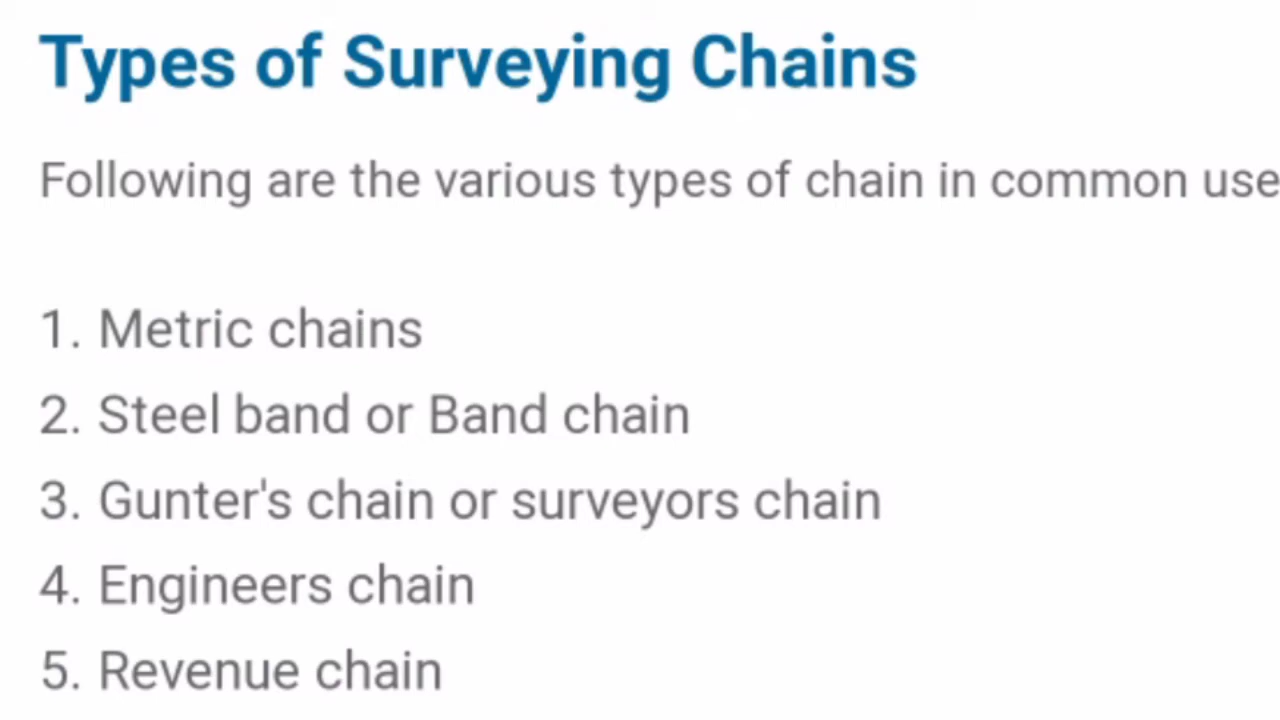 Types of Surveying Chains
Following are the various types of chain in common use
1. Metric chains
2. Steel band or Band chain
3. Gunter's chain or surveyors chain
4. Engineers chain
5. Revenue chain